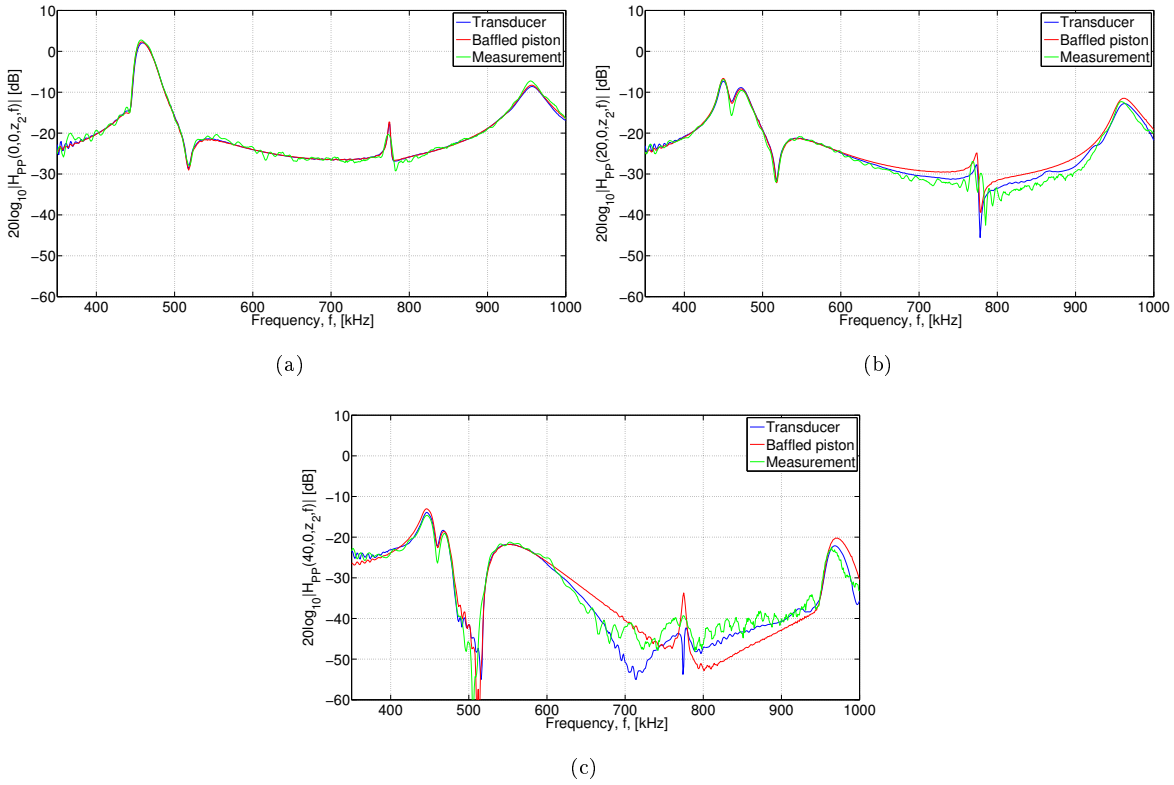 10
0
−10
−20
−30
−40
−50
−60
20log10|HPP(0,0,z2,f)| [dB]
Transducer
Baffled piston
Measurement
400 500 600 700 800 900 1000
Frequency, f, [kHz]
(a)
10
0
−10
−20
−30
−40
−50
−60
20log10|HPP(20,0,z2,f)| [dB]
Transducer
Baffled piston
Measurement
400 500 600 700 800 900 1000
Frequency, f, [kHz]
(b)
10
0
−10
−20
−30
−40
−50
−60
20log10|HPP(40,0,z2,f)| [dB]
Transducer
Baffled piston
Measurement
400 500 600 700 800 900 1000
Frequency, f, [kHz]
(c)